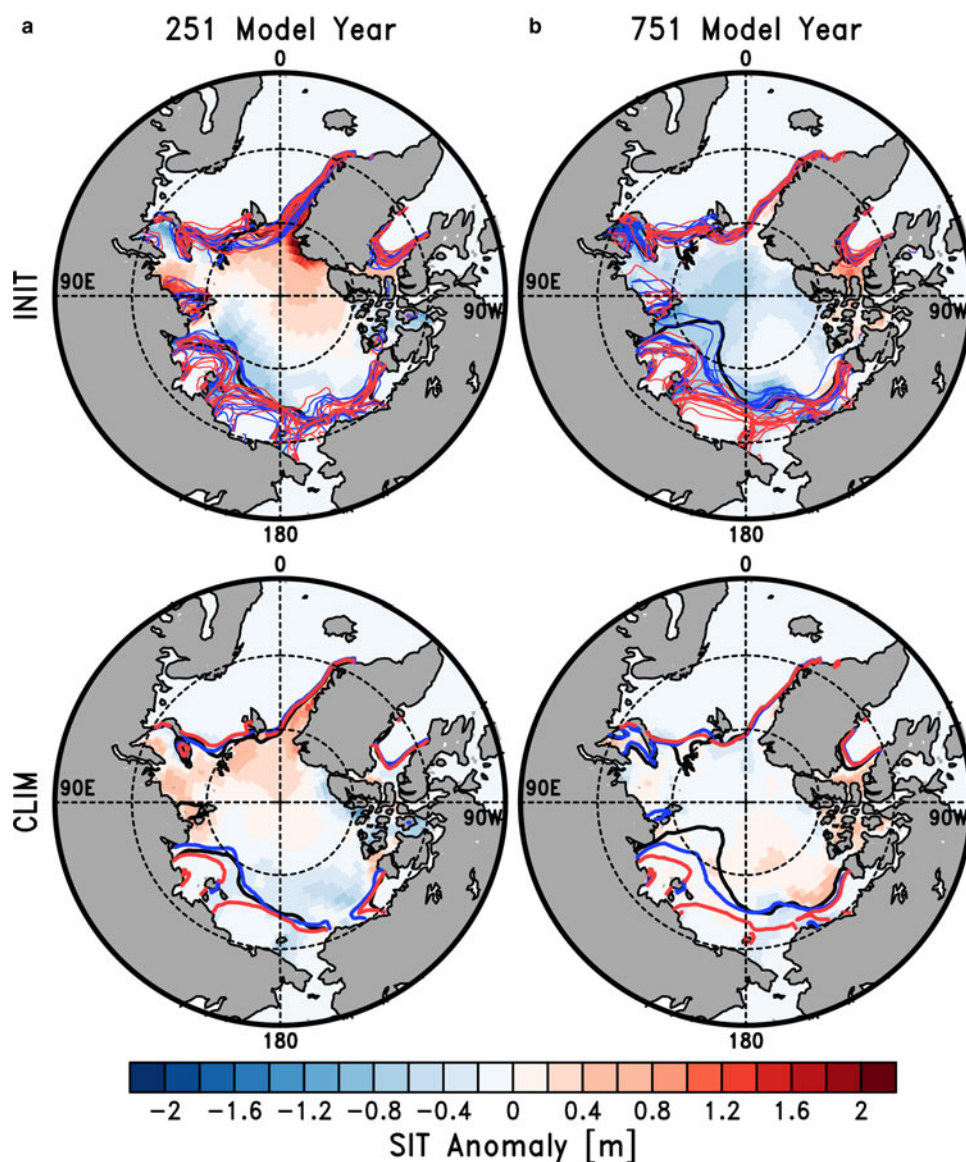 a 251 Model Year b 751 Model Year
0 0
INIT
90E 90W 90E 90W
180 180
0 0
CLIM
90E 90W 90E 90W
180 180
−2 −1.6 −1.2 −0.8 −0.4 0 0.4 0.8 1.2 1.6 2
SIT Anomaly [m]